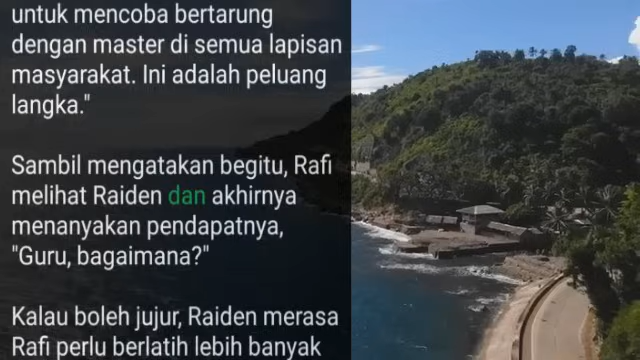 untuk mencoba bertarung
dengan master di semua lapisan
masyarakat. Ini adalah peluang
langka."
Sambil mengatakan begitu, Rafi
melihat Raiden dan akhirnya
menanyakan pendapatnya,
"Guru, bagaimana?"
Kalau boleh jujur, Raiden merasa
Rafi perlu berlatih lebih banyak